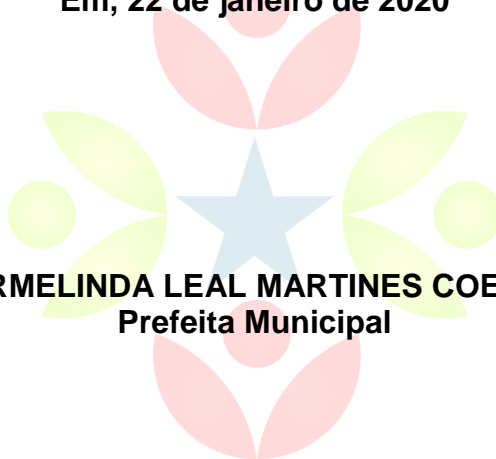 Em, 22 de janeiro de 2020
RMELINDA LEAL MARTINES COE
Prefeita Municipal